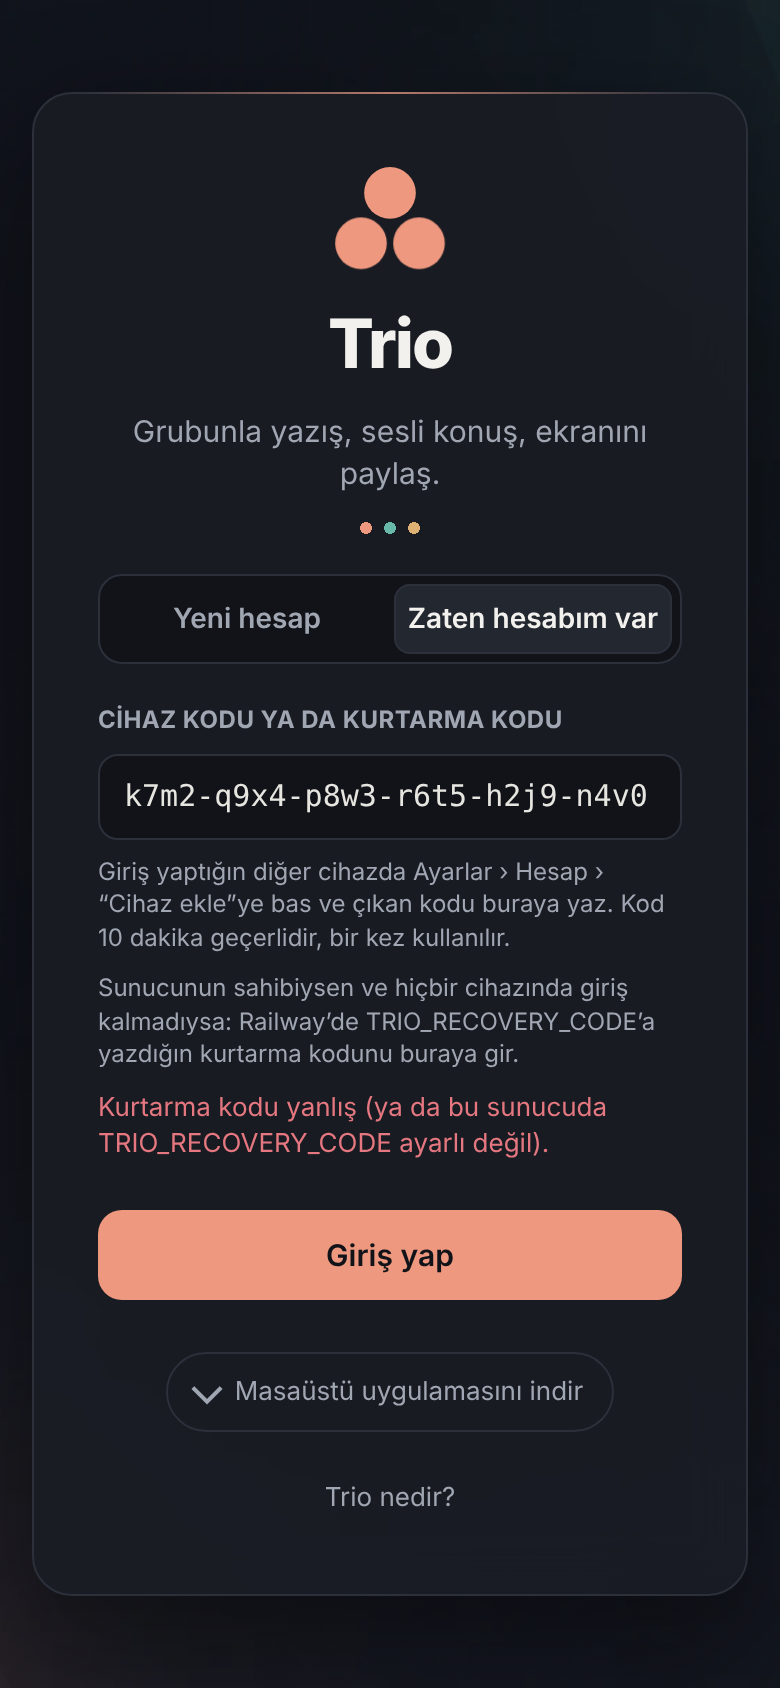 Trio
Grubunla yazış, sesli konuş, ekranını
paylaş.
Yeni hesap
Zaten hesabım var
CİHAZ KODU YA DA KURTARMA KODU
k7m2-q9x4-p8w3-r6t5-h2j9-n4v0
Giriş yaptığın diğer cihazda Ayarlar › Hesap ›
“Cihaz ekle”ye bas ve çıkan kodu buraya yaz. Kod
10 dakika geçerlidir, bir kez kullanılır.
Sunucunun sahibiysen ve hiçbir cihazında giriş
kalmadıysa: Railway’de TRIO_RECOVERY_CODE’a
yazdığın kurtarma kodunu buraya gir.
Kurtarma kodu yanlış (ya da bu sunucuda
TRIO_RECOVERY_CODE ayarlı değil).
Giriş yap
Masaüstü uygulamasını indir
Trio nedir?